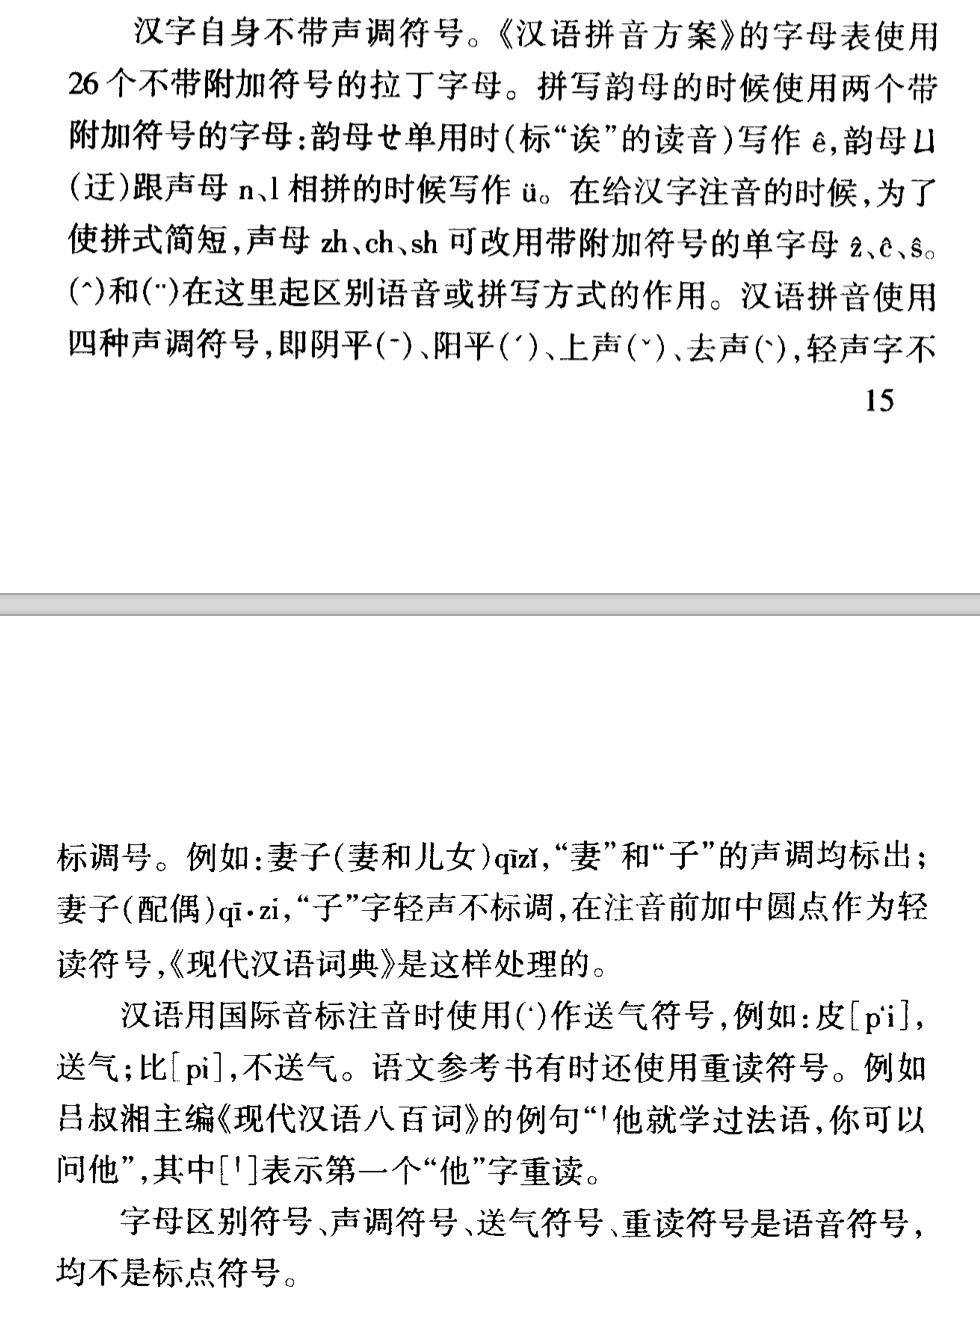 汉字自身不带声调符号。《汉语拼音方案》的字母表使用
26个不带附加符号的拉丁字母。拼写韵母的时候使用两个带
附加符号的字母:韵母ㄝ单用时(标“诶”的读音)写作 ê,韵母ㄩ
(迂)跟声母 n、l 相拼的时候写作 ü。在给汉字注音的时候,为了
使拼式简短,声母 zh、ch、sh 可改用带附加符号的单字母 ẑ、ĉ、ŝ。
(ˆ)和(¨)在这里起区别语音或拼写方式的作用。汉语拼音使用
四种声调符号,即阴平(ˉ)、阳平(ˊ)、上声(ˇ)、去声(ˋ),轻声字不
15
标调号。例如:妻子(妻和儿女)qīzǐ,“妻”和“子”的声调均标出;
妻子(配偶)qī·zi,“子”字轻声不标调,在注音前加中圆点作为轻
读符号,《现代汉语词典》是这样处理的。
汉语用国际音标注音时使用(‘)作送气符号,例如:皮[p‘i],
送气;比[pi],不送气。语文参考书有时还使用重读符号。例如
吕叔湘主编《现代汉语八百词》的例句“ˈ他就学过法语,你可以
问他”,其中[ˈ]表示第一个“他”字重读。
字母区别符号、声调符号、送气符号、重读符号是语音符号,
均不是标点符号。